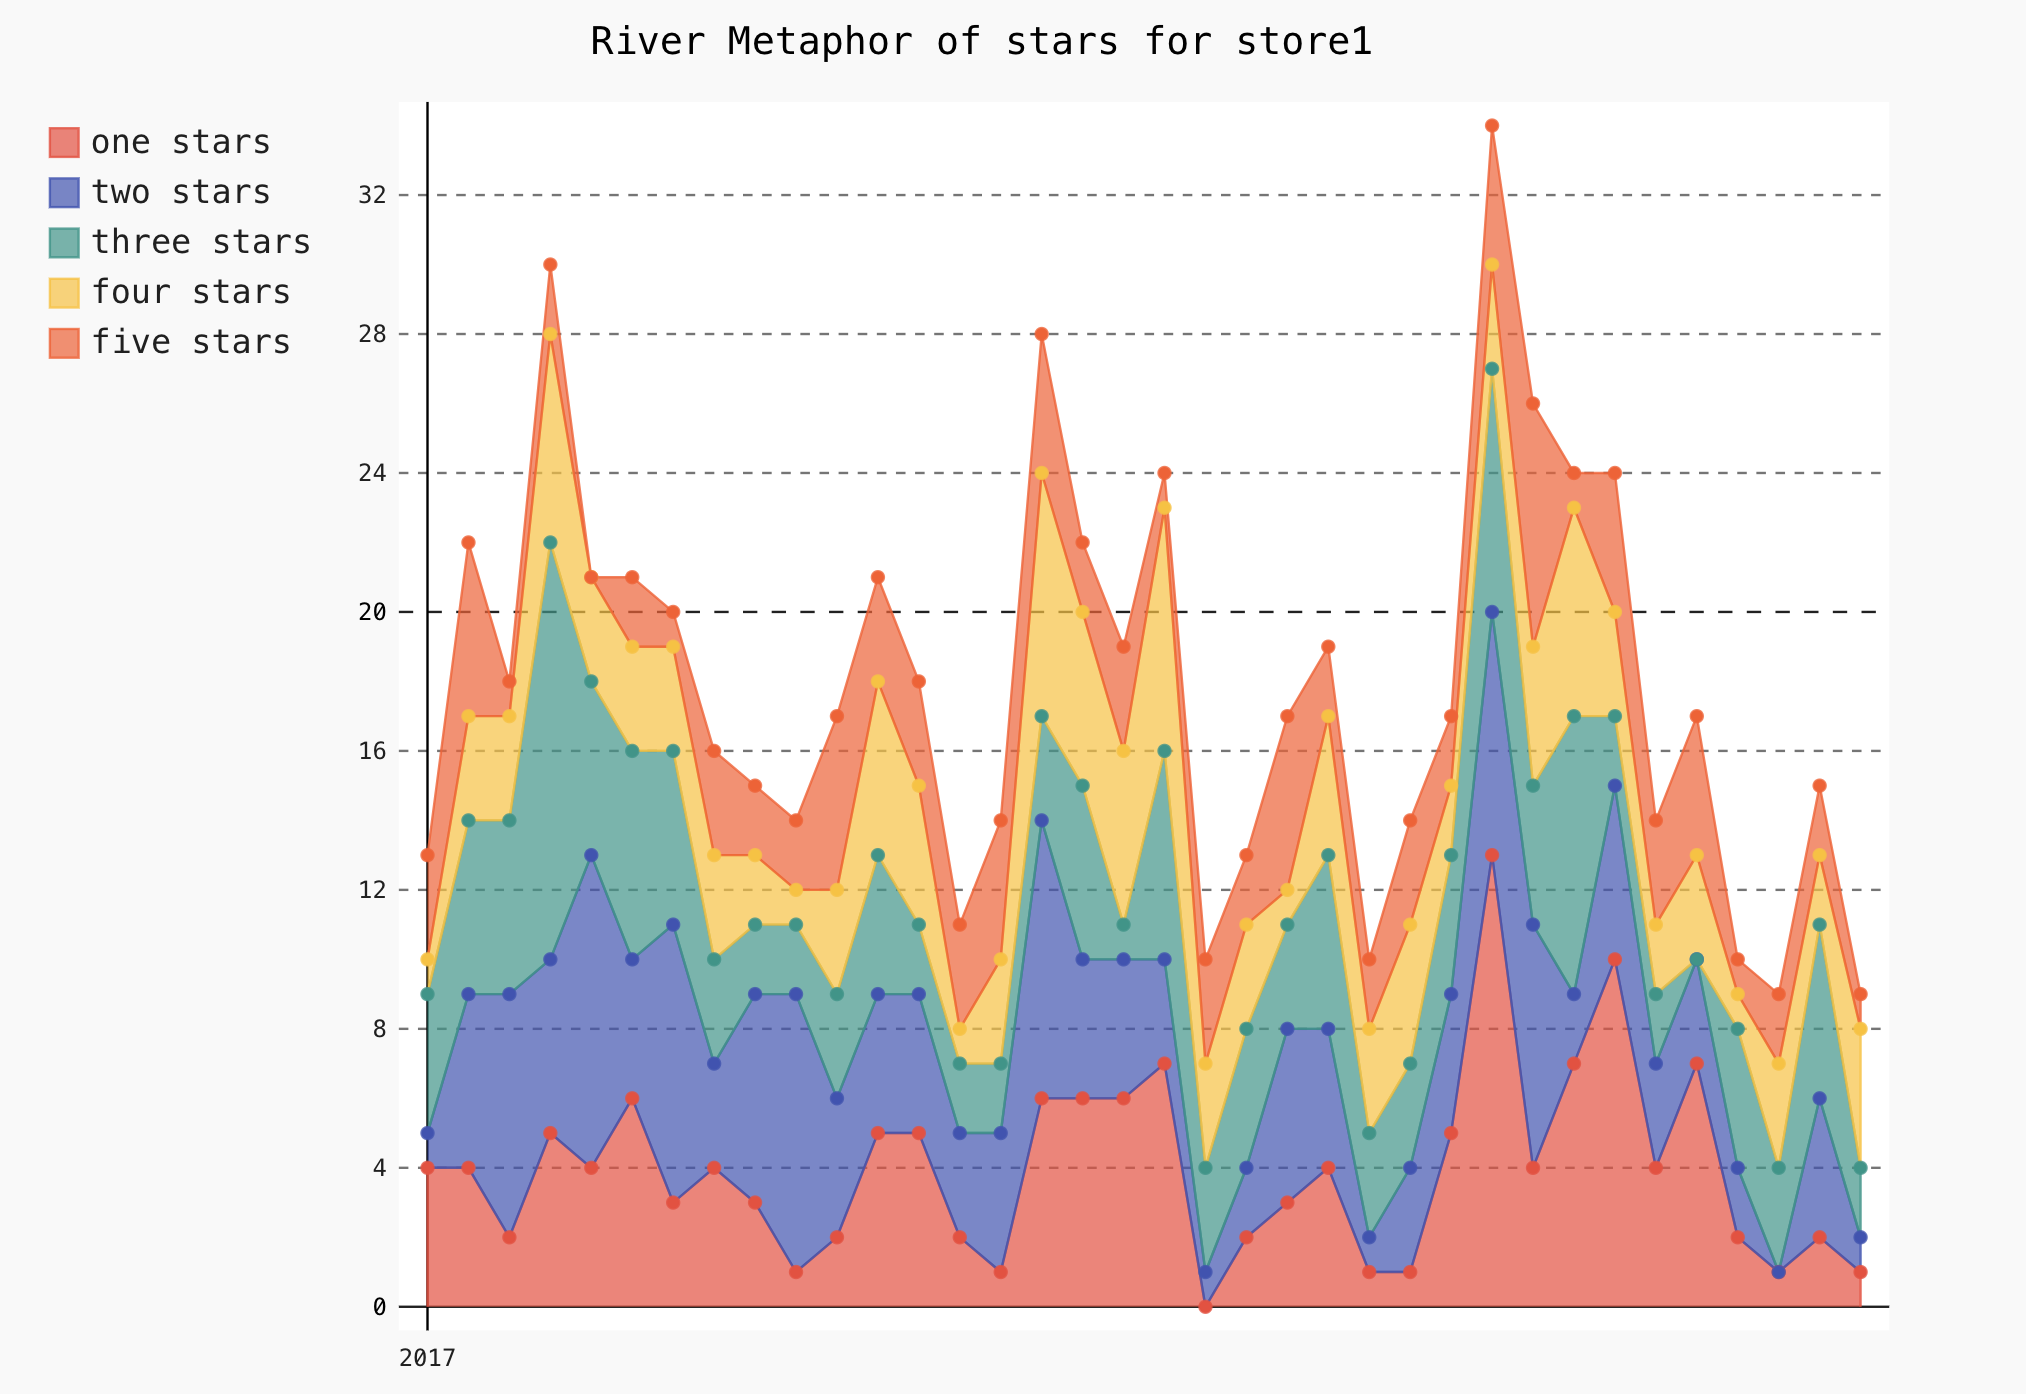 River Metaphor of stars for store1
one stars
two stars
three stars
four stars
five stars
32
28
24
20
16
12
8
4
0
2017